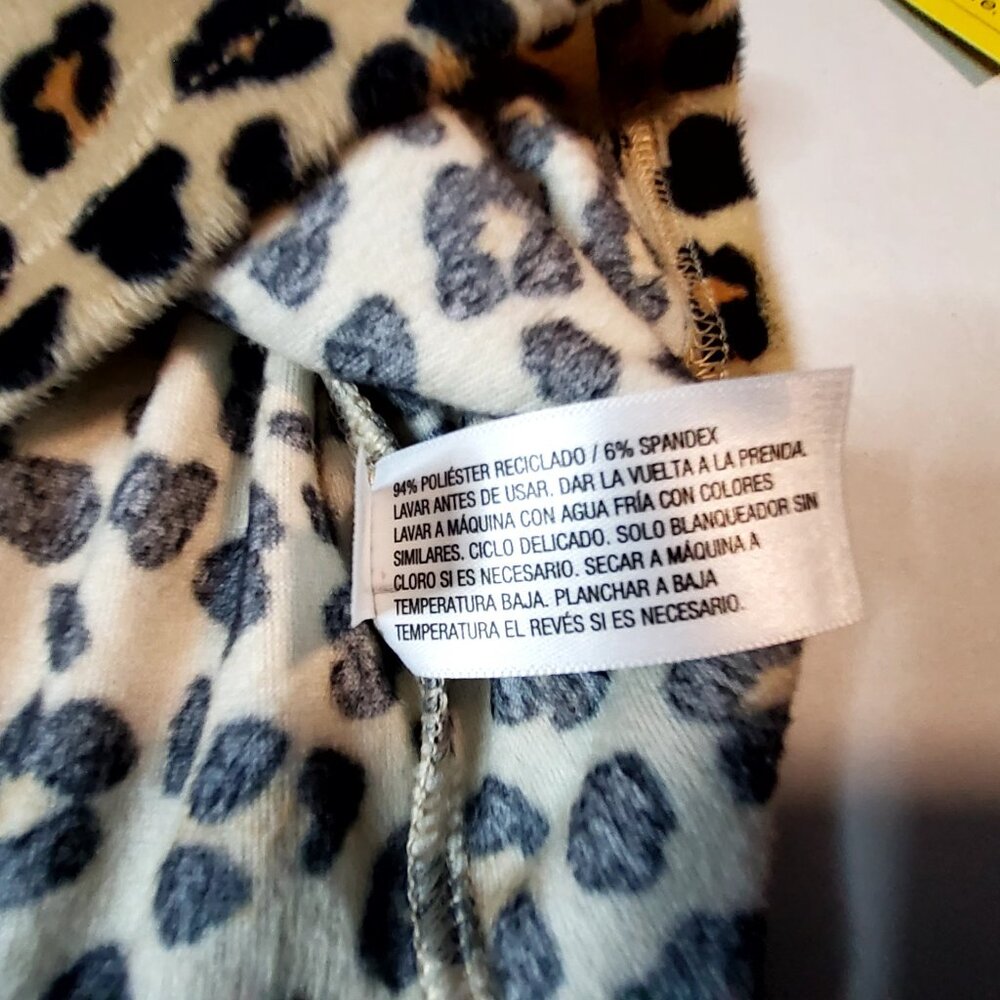 94% POLIÉSTER RECICLADO / 6% SPANDEX
LAVAR ANTES DE USAR. DAR LA VUELTA A LA PRENDA.
LAVAR A MÁQUINA CON AGUA FRÍA CON COLORES
SIMILARES. CICLO DELICADO. SOLO BLANQUEADOR SIN
CLORO SI ES NECESARIO. SECAR A MÁQUINA A
TEMPERATURA BAJA. PLANCHAR A BAJA
TEMPERATURA EL REVÉS SI ES NECESARIO.